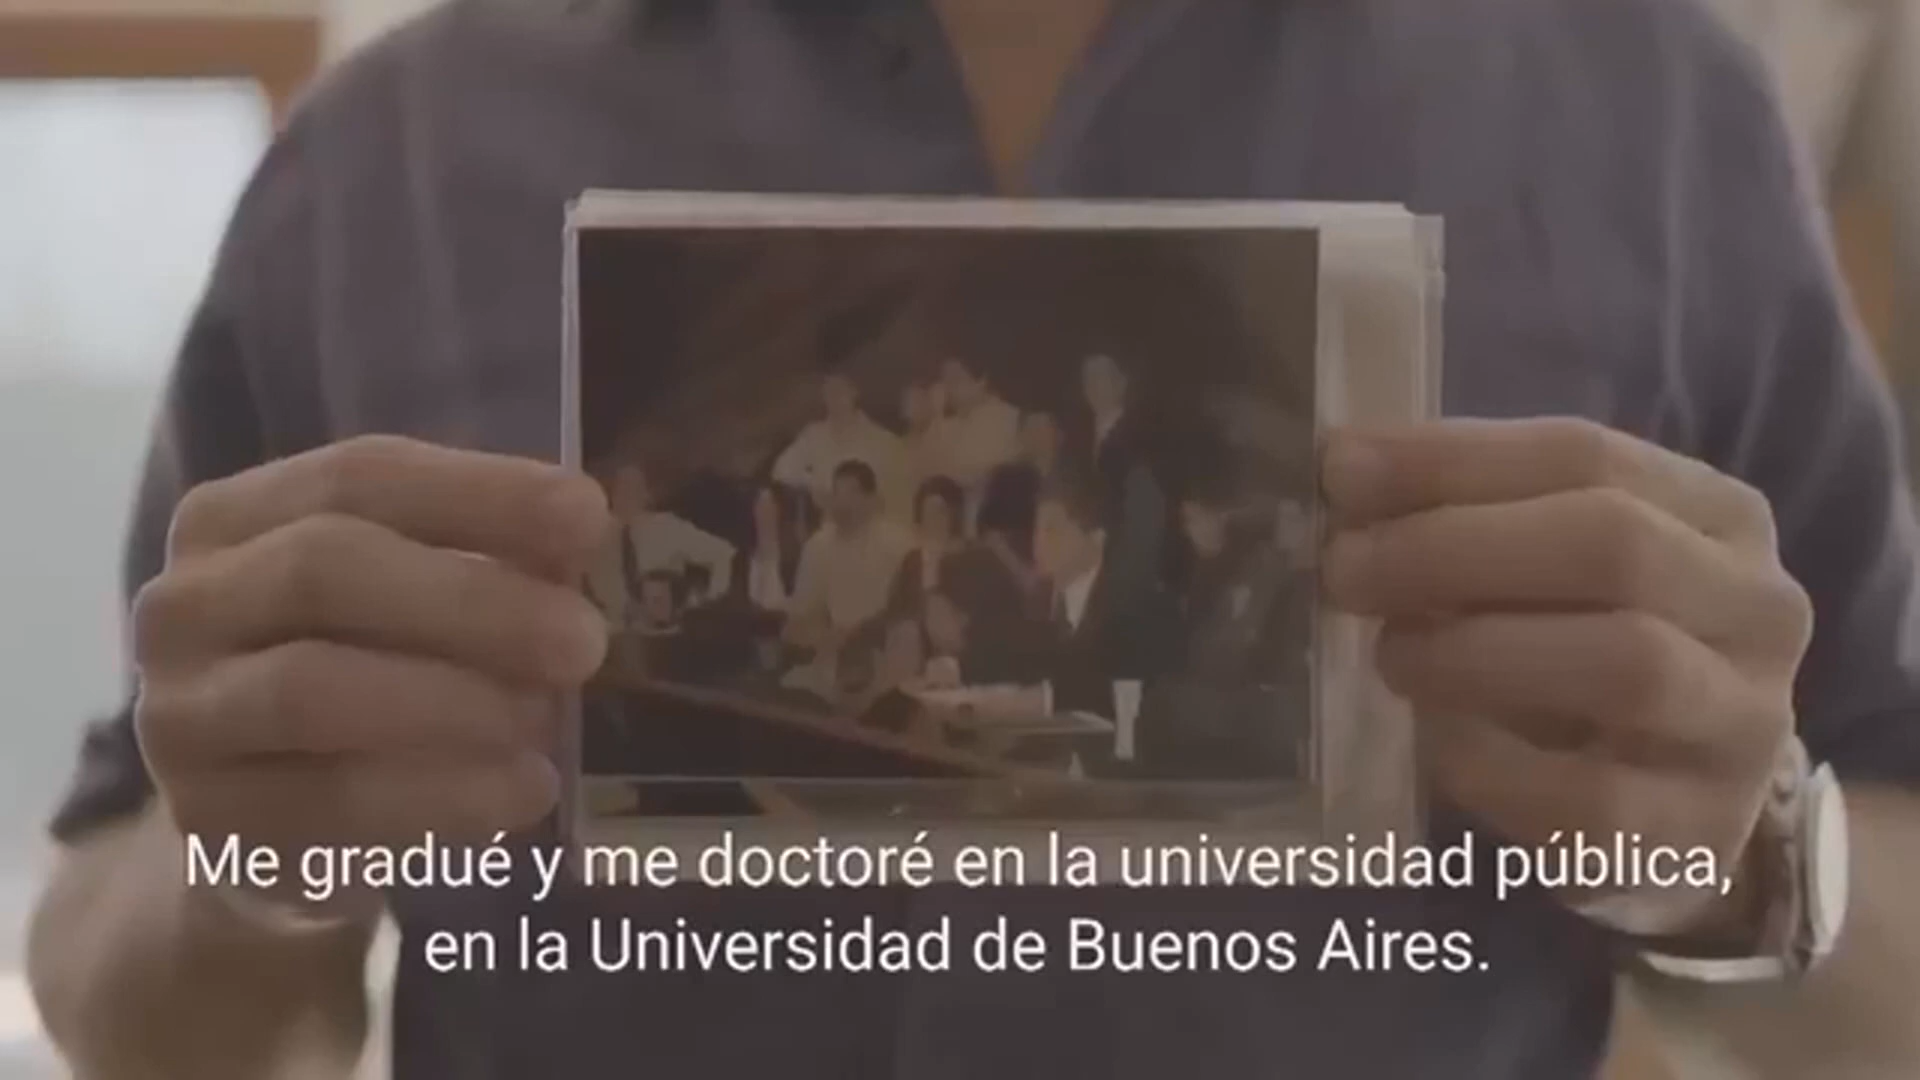 Me gradué y me doctoré en la universidad pública,
en la Universidad de Buenos Aires.